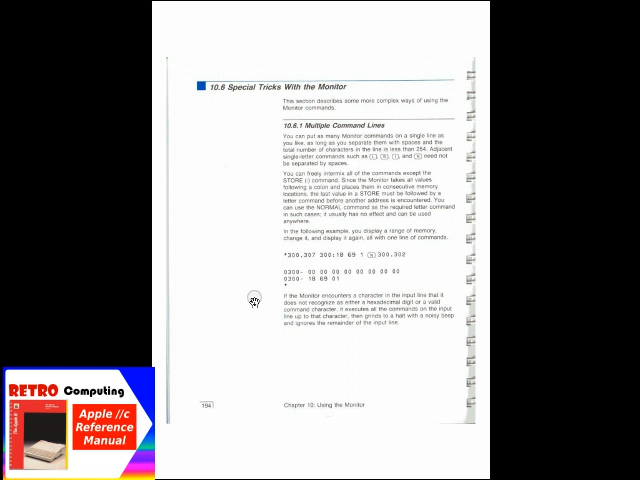 10.6 Special Tricks With the Monitor
This section describes some more complex ways of using the
Monitor commands.
10.6.1 Multiple Command Lines
You can put as many Monitor commands on a single line as
you like, as long as you separate them with spaces and the
total number of characters in the line is less than 254. Adjacent
single-letter commands such as L, S, I, and N need not
be separated by spaces.
You can freely intermix all of the commands except the
STORE (:) command. Since the Monitor takes all values
following a colon and places them in consecutive memory
locations, the last value in a STORE must be followed by a
letter command before another address is encountered. You
can use the NORMAL command as the required letter command
in such cases; it usually has no effect and can be used
anywhere.
In the following example, you display a range of memory,
change it, and display it again, all with one line of commands.
*300.307 300:18 69 1 N 300.302
0300- 00 00 00 00 00 00 00 00
0300- 18 69 01
*
If the Monitor encounters a character in the input line that it
does not recognize as either a hexadecimal digit or a valid
command character, it executes all the commands on the input
line up to that character, then grinds to a halt with a noisy beep
and ignores the remainder of the input line.
194 Chapter 10: Using the Monitor
RETRO Computing
Apple //c
Reference
Manual